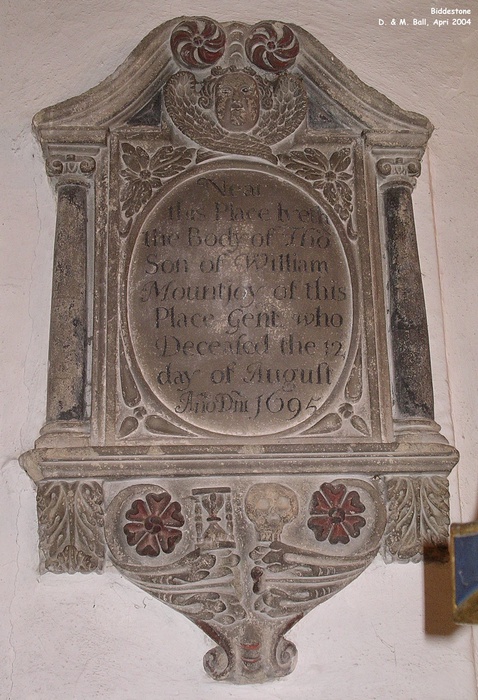 Biddestone
D. & M. Ball, Apri 2004
Near
this Place lyeth
the Body of Tho
Son of William
Mountjoy of this
Place Gent. who
Deceased the 12
day of August
Año Dni 1695